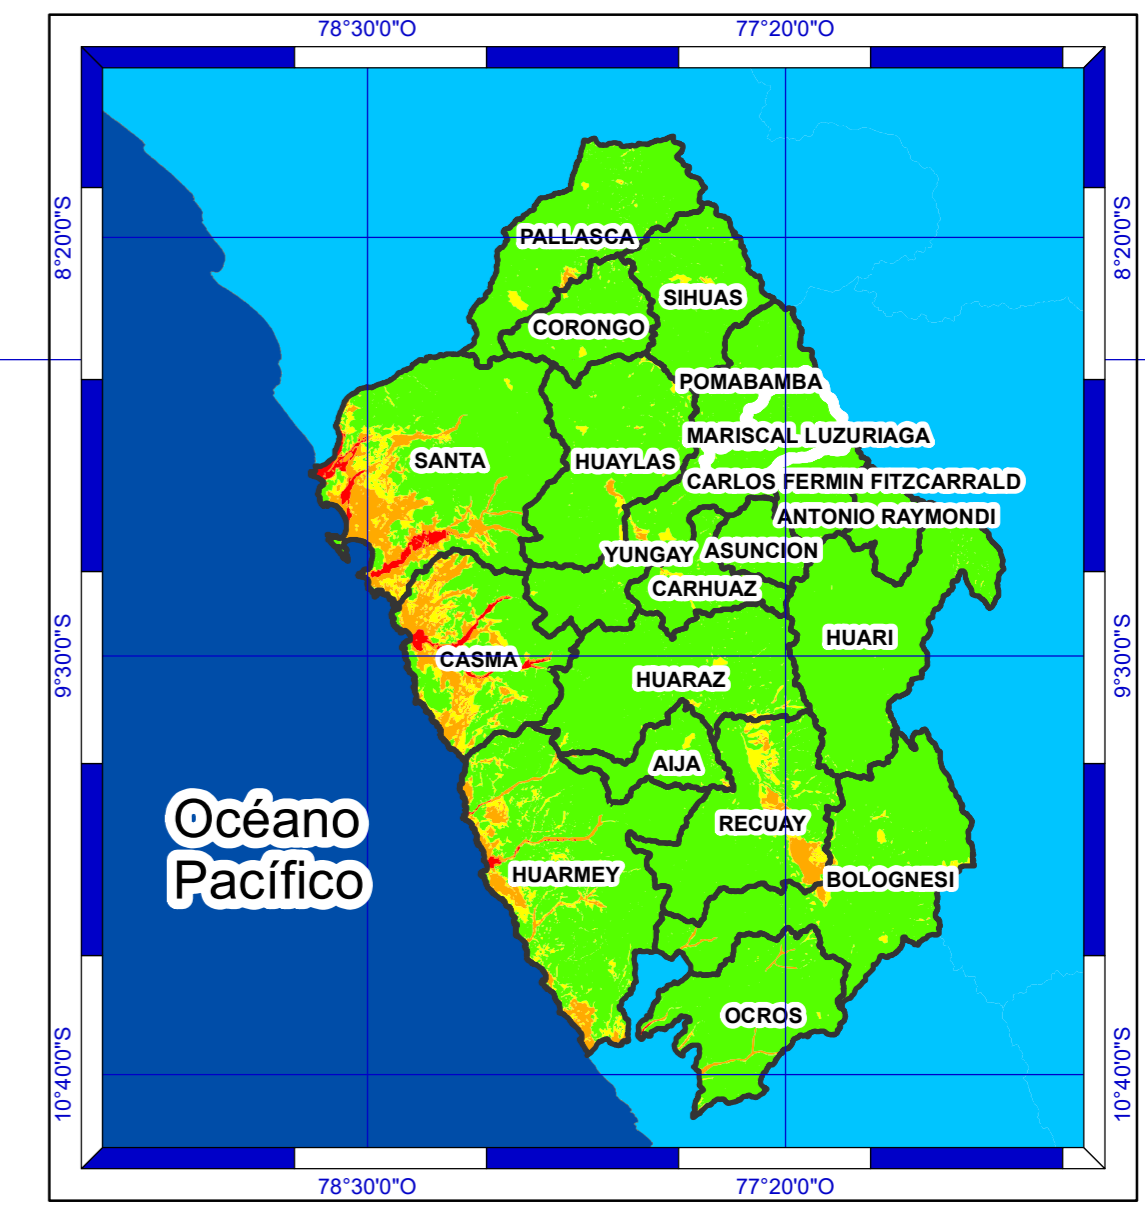 78°30'0"O
77°20'0"O
8°20'0"S
8°20'0"S
PALLASCA
SIHUAS
CORONGO
POMABAMBA
MARISCAL LUZURIAGA
SANTA
HUAYLAS
CARLOS FERMIN FITZCARRALD
ANTONIO RAYMONDI
YUNGAY
ASUNCION
CARHUAZ
9°30'0"S
HUARI
9°30'0"S
CASMA
HUARAZ
AIJA
Océano
Pacífico
RECUAY
HUARMEY
BOLOGNESI
OCROS
10°40'0"S
10°40'0"S
78°30'0"O
77°20'0"O